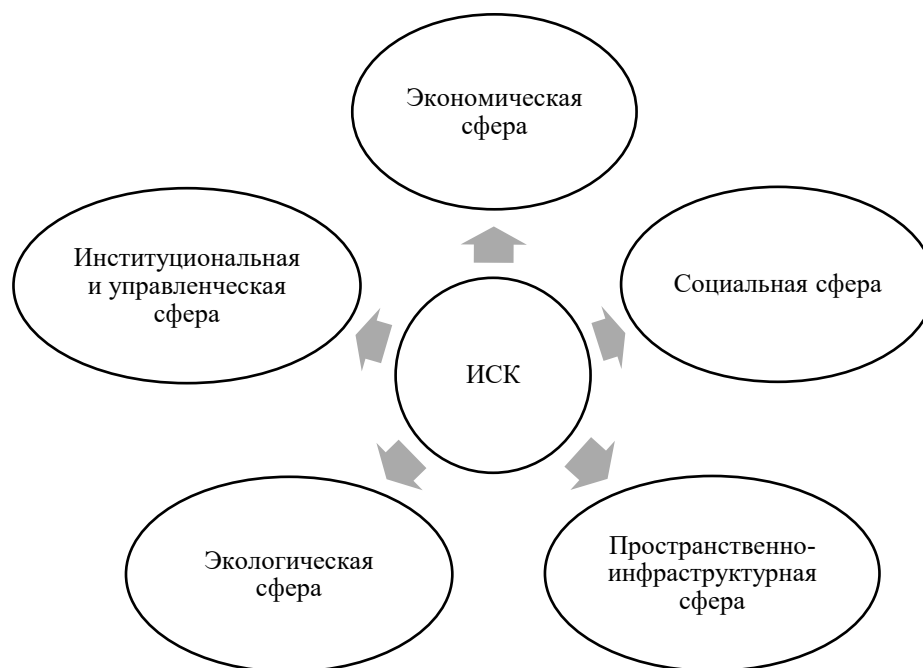 Экономическая
сфера
Институциональная
и управленческая
сфера
Социальная сфера
ИСК
Экологическая
сфера
Пространственно-
инфраструктурная
сфера